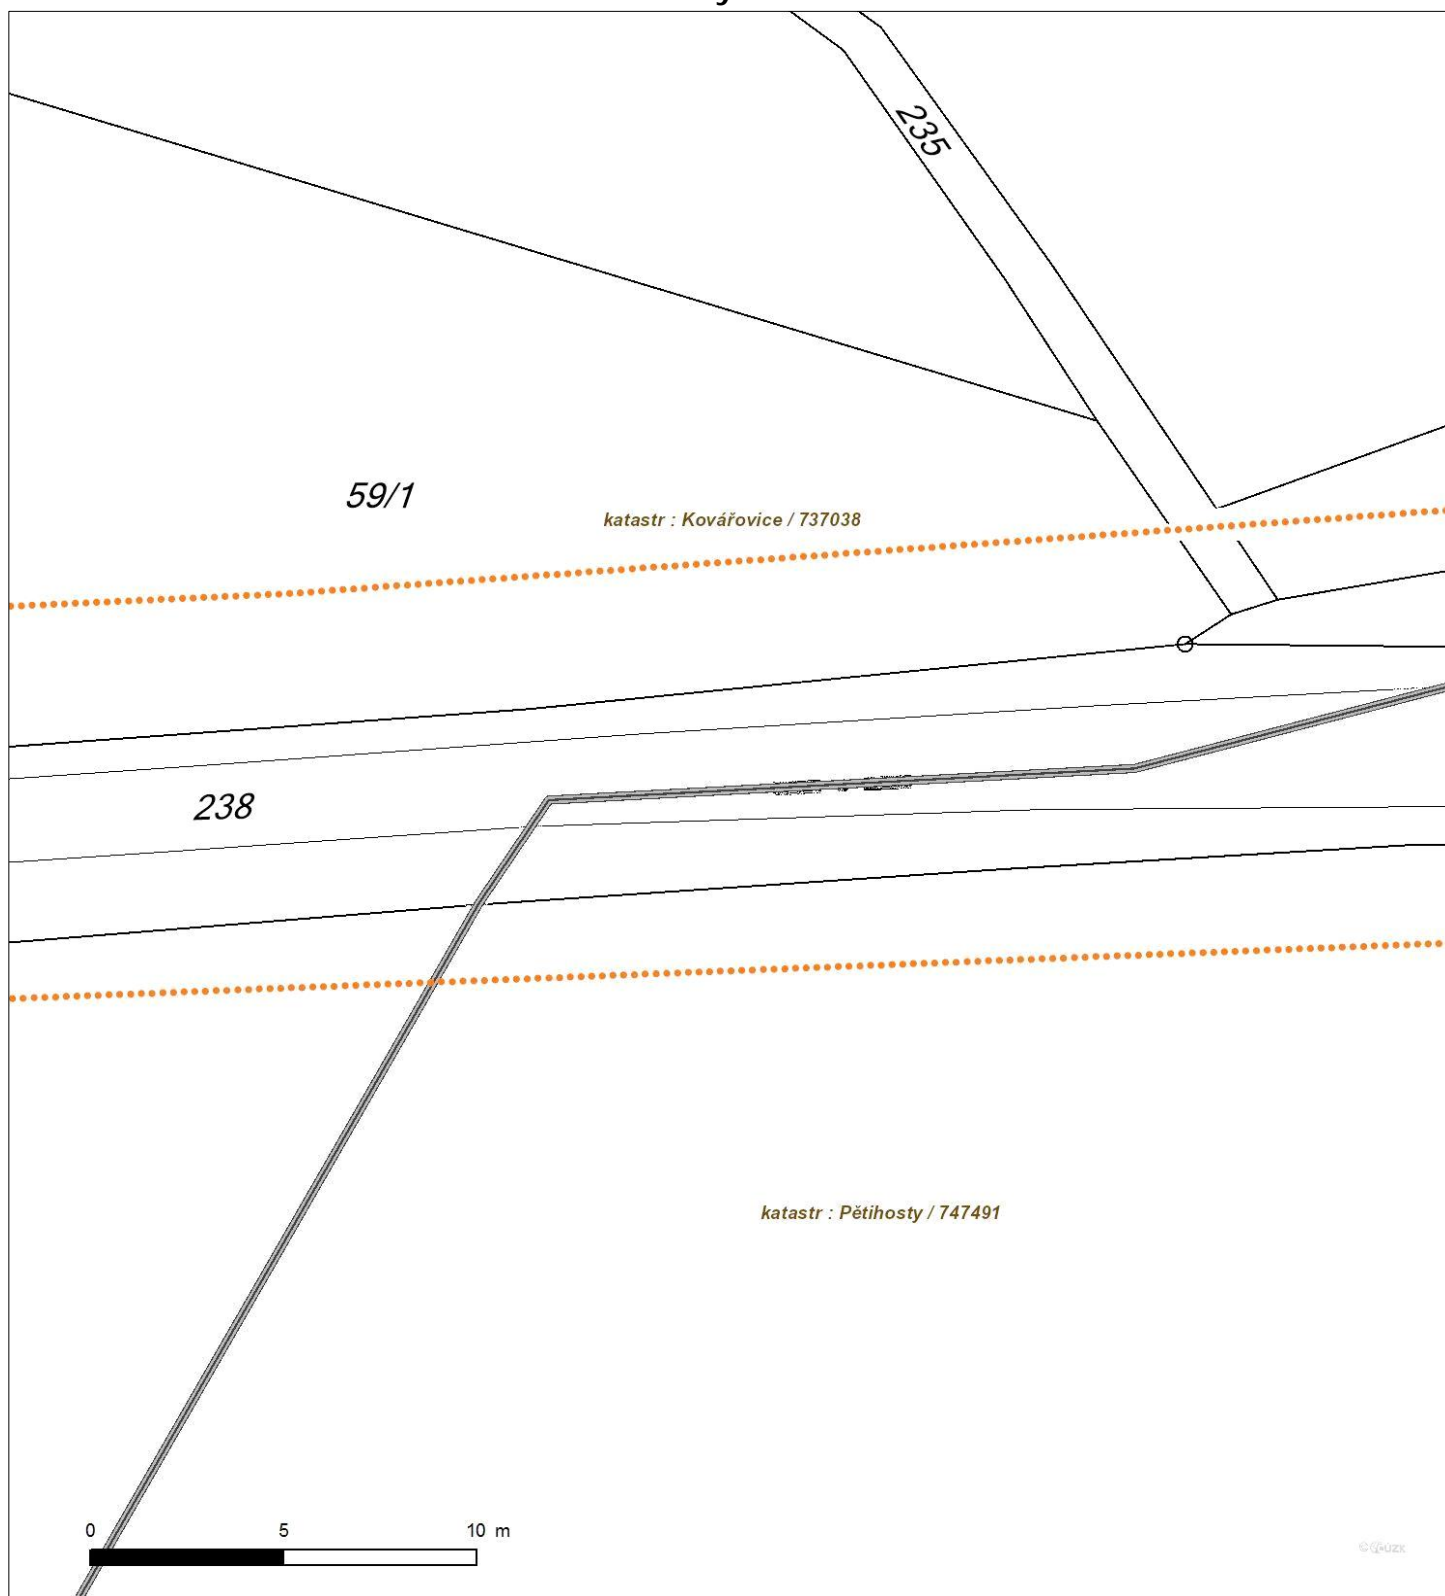 235
59/1
katastr : Kovářovice / 737038
238
katastr : Pětihosty / 747491
0 5 10 m